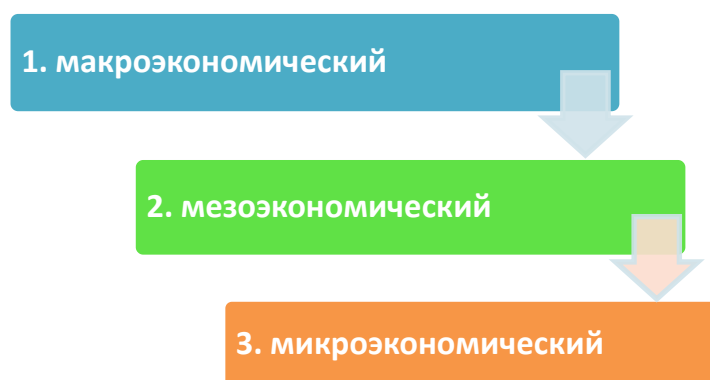 1. макроэкономический
2. мезоэкономический
3. микроэкономический